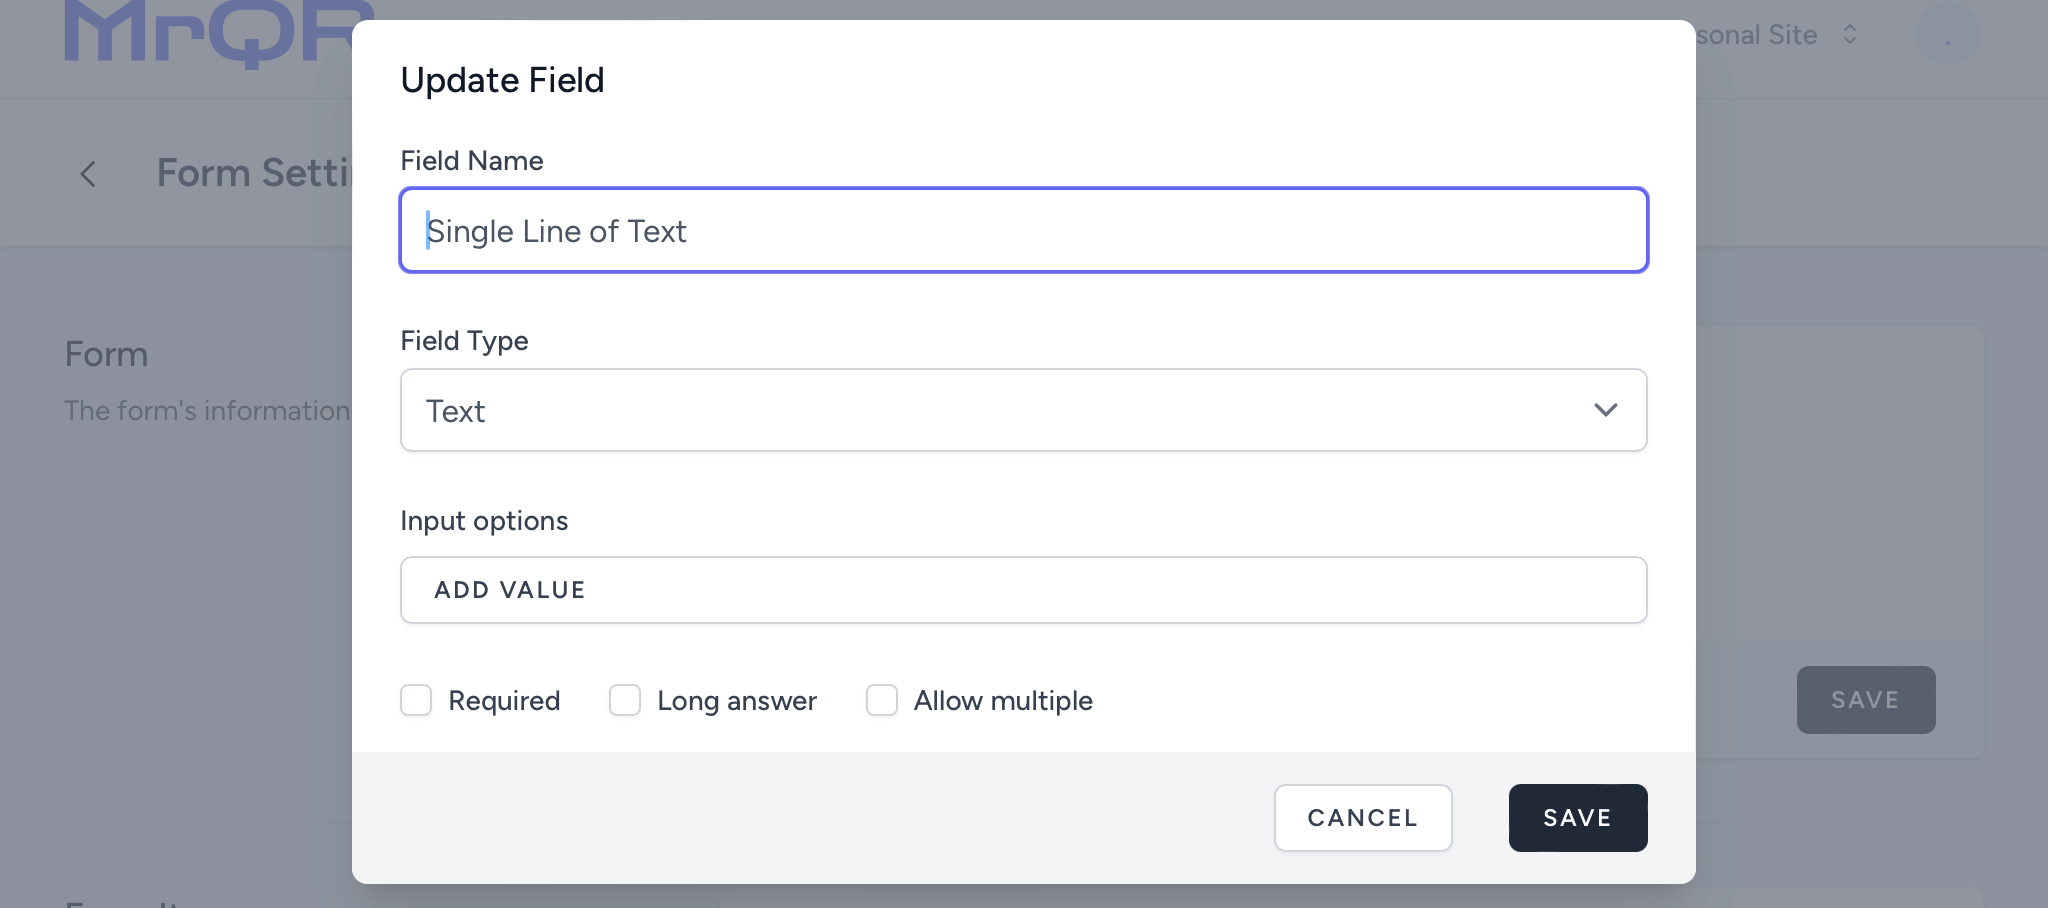 MrQR
sonal Site
Update Field
Form Setti
Field Name
Single Line of Text
Field Type
Text
Form
The form's information
Input options
ADD VALUE
Required
Long answer
Allow multiple
SAVE
CANCEL
SAVE